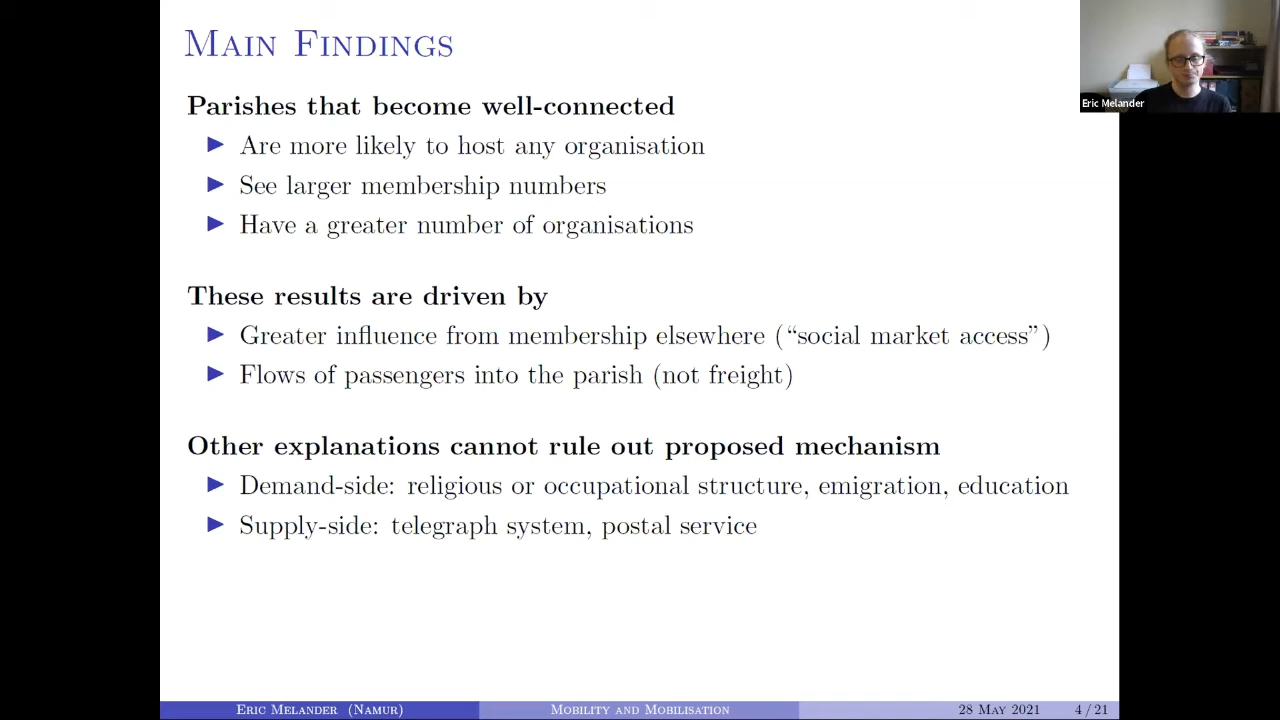 Main Findings
Parishes that become well-connected
Are more likely to host any organisation
See larger membership numbers
Have a greater number of organisations
These results are driven by
Greater influence from membership elsewhere (“social market access”)
Flows of passengers into the parish (not freight)
Other explanations cannot rule out proposed mechanism
Demand-side: religious or occupational structure, emigration, education
Supply-side: telegraph system, postal service
Eric Melander (Namur)
Mobility and Mobilisation
28 May 2021
4 / 21
Eric Melander